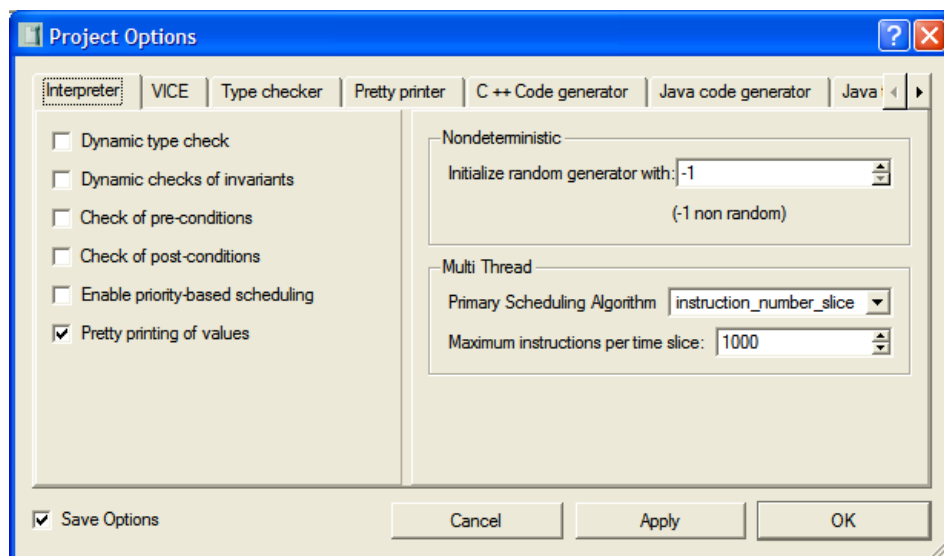 Project Options
Interpreter VICE Type checker Pretty printer C ++ Code generator Java code generator Java
Dynamic type check
Dynamic checks of invariants
Check of pre-conditions
Check of post-conditions
Enable priority-based scheduling
Pretty printing of values
Nondeterministic
Initialize random generator with: -1
(-1 non random)
Multi Thread
Primary Scheduling Algorithm instruction_number_slice
Maximum instructions per time slice: 1000
Save Options Cancel Apply OK